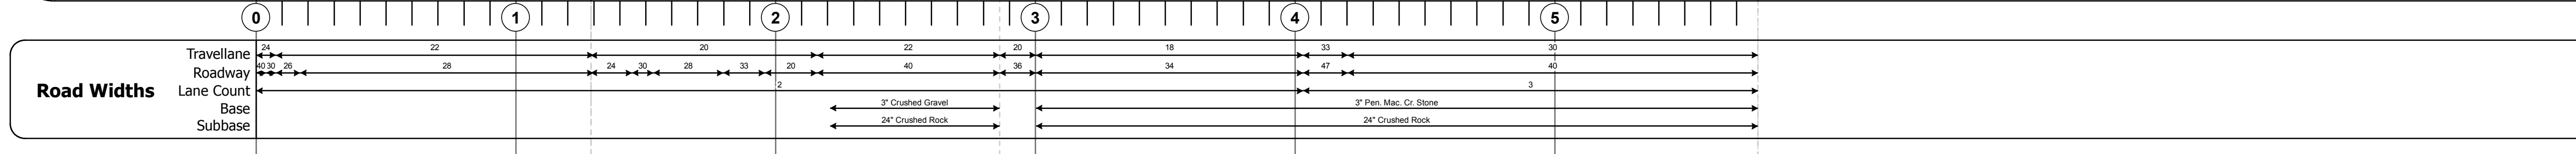 0 1 2 3 4 5
Road Widths
Travellane 24 22 20 22 20 18 33 30
Roadway 40 30 26 28 24 30 28 33 20 40 36 34 47 40
Lane Count 2 3
Base 3" Crushed Gravel 3" Pen. Mac. Cr. Stone
Subbase 24" Crushed Rock 24" Crushed Rock